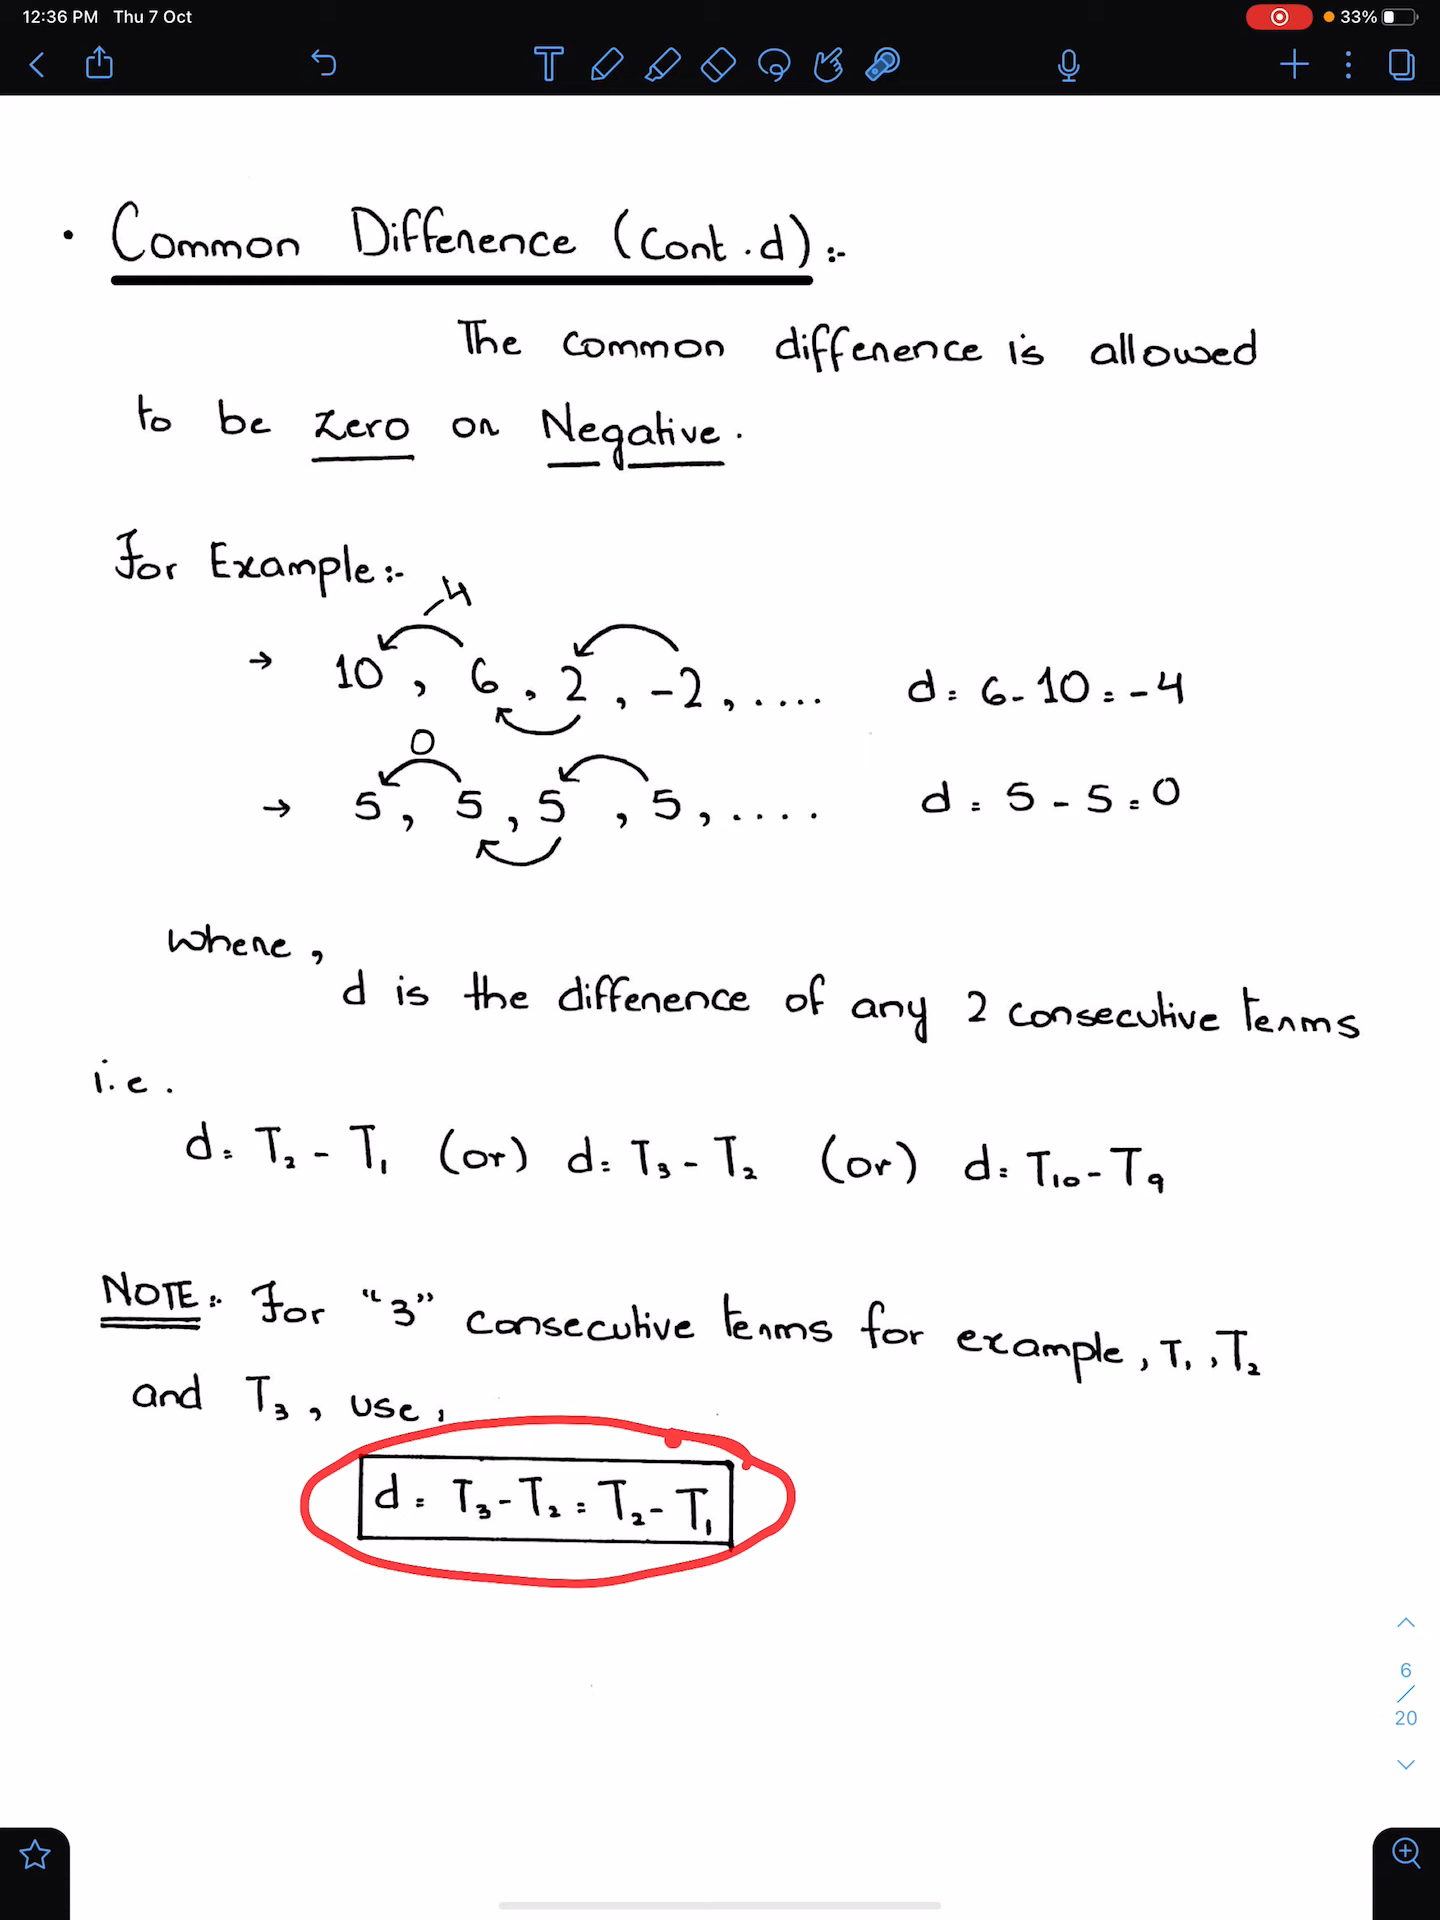 12:36 PM Thu 7 Oct
33%
• Common Difference (Cont.d) :-
The common difference is allowed
to be Zero or Negative.
For Example:-
-4
→ 10, 6, 2, -2, .... d = 6 - 10 = -4
0
→ 5, 5, 5, 5, .... d = 5 - 5 = 0
where,
d is the difference of any 2 consecutive terms
i.e.
d = T₂ - T₁ (or) d = T₃ - T₂ (or) d = T₁₀ - T₉
NOTE:- For "3" consecutive terms for example, T₁, T₂
and T₃, use,
d = T₃ - T₂ = T₂ - T₁
6
/
20